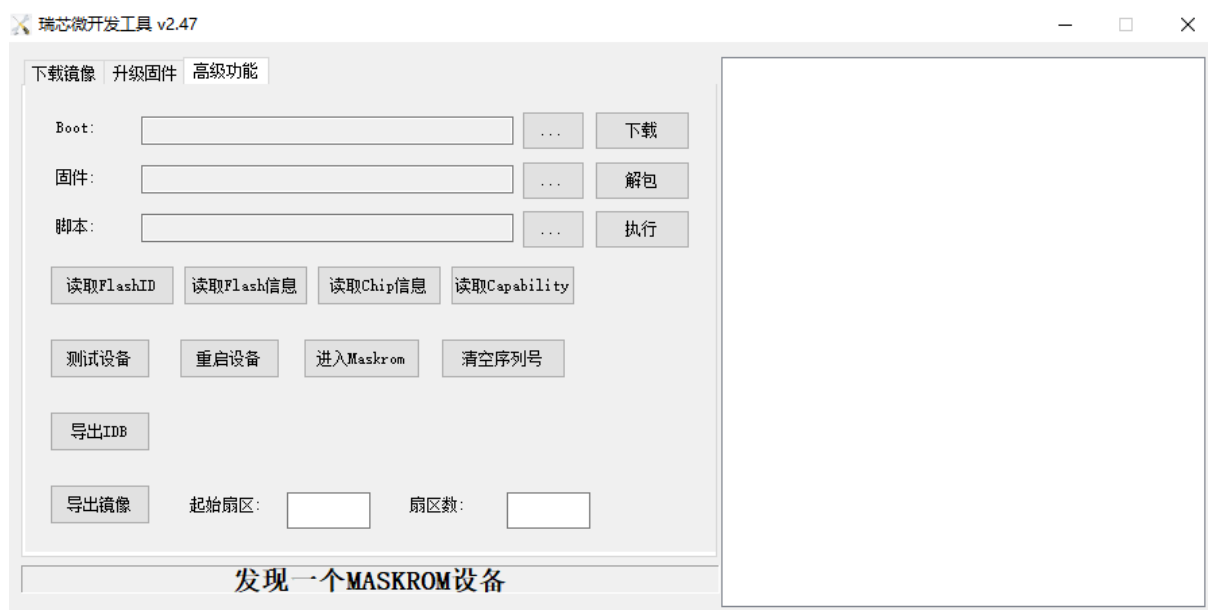 瑞芯微开发工具 v2.47
下载镜像 升级固件 高级功能
Boot: ... 下载
固件: ... 解包
脚本: ... 执行
读取FlashID 读取Flash信息 读取Chip信息 读取Capability
测试设备 重启设备 进入Maskrom 清空序列号
导出IDB
导出镜像 起始扇区: 扇区数:
发现一个MASKROM设备